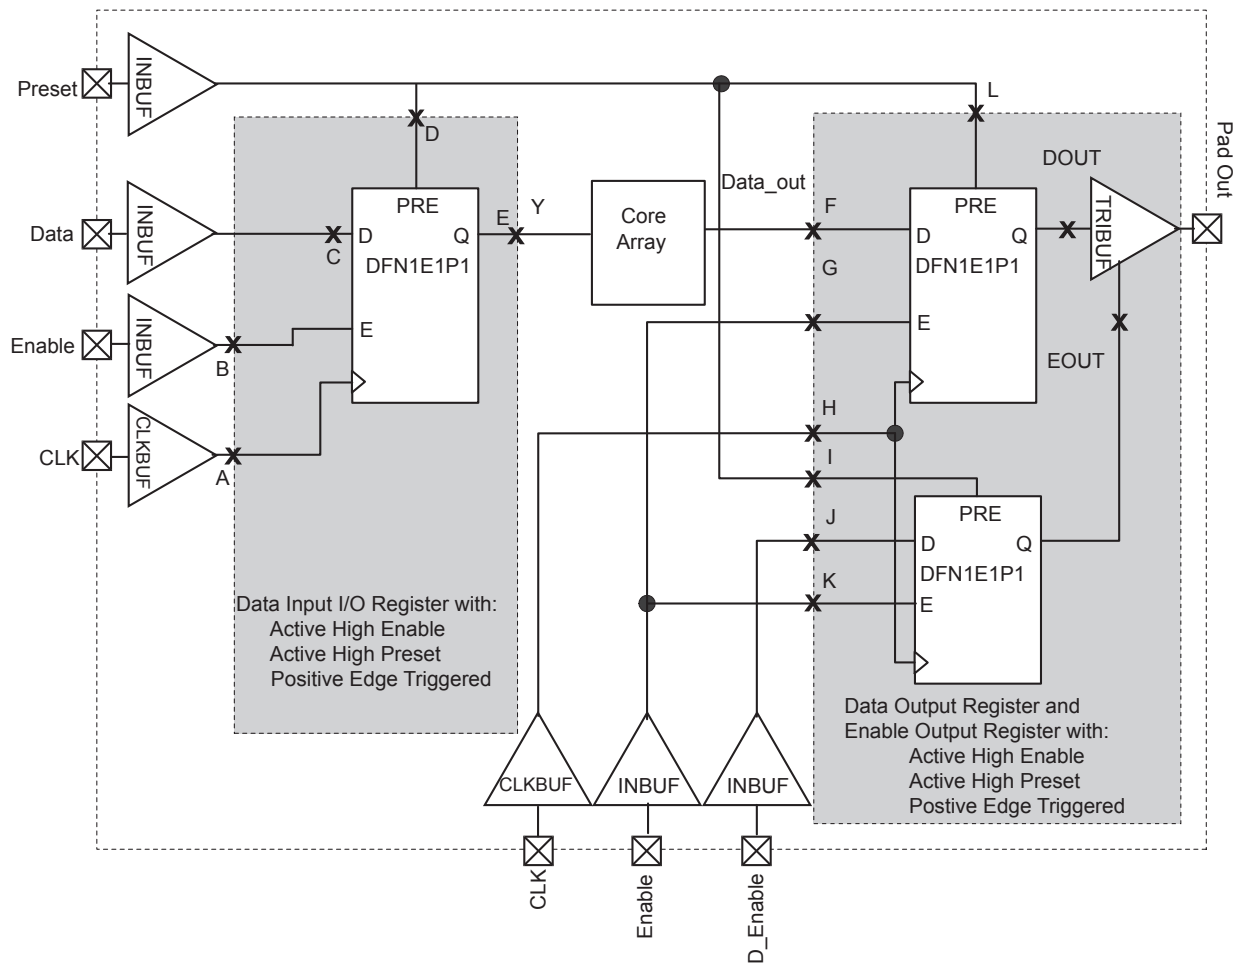 Preset
INBUF
L
D
Pad Out
DOUT
Data
INBUF
C
PRE
D
Q
DFN1E1P1
E
E
Y
Core
Array
Data_out
F
G
PRE
D
Q
DFN1E1P1
E
TRIBUF
EOUT
Enable
INBUF
B
CLK
CLKBUF
A
H
I
J
K
PRE
D
Q
DFN1E1P1
E
Data Input I/O Register with:
Active High Enable
Active High Preset
Positive Edge Triggered
Data Output Register and
Enable Output Register with:
Active High Enable
Active High Preset
Postive Edge Triggered
CLKBUF
INBUF
INBUF
CLK
Enable
D_Enable